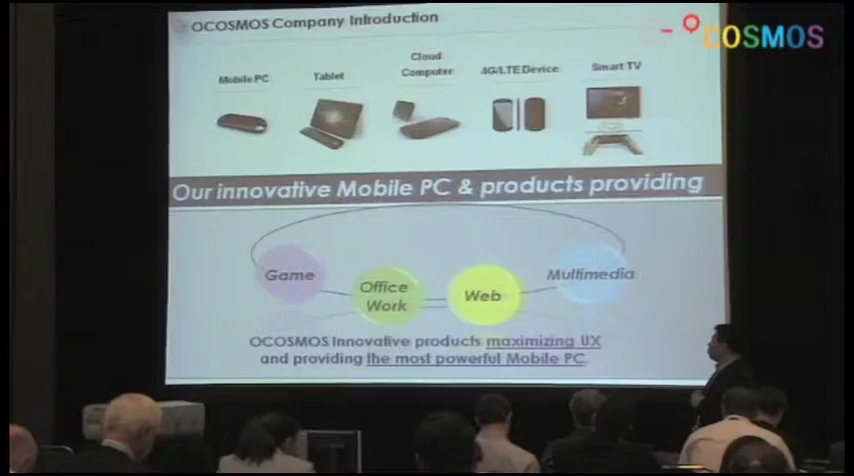 OCOSMOS Company Introduction
OCOSMOS
Mobile PC
Tablet
Cloud
Computer
4G/LTE Device
Smart TV
Our innovative Mobile PC & products providing
Game
Office
Work
Web
Multimedia
OCOSMOS Innovative products maximizing UX
and providing the most powerful Mobile PC.